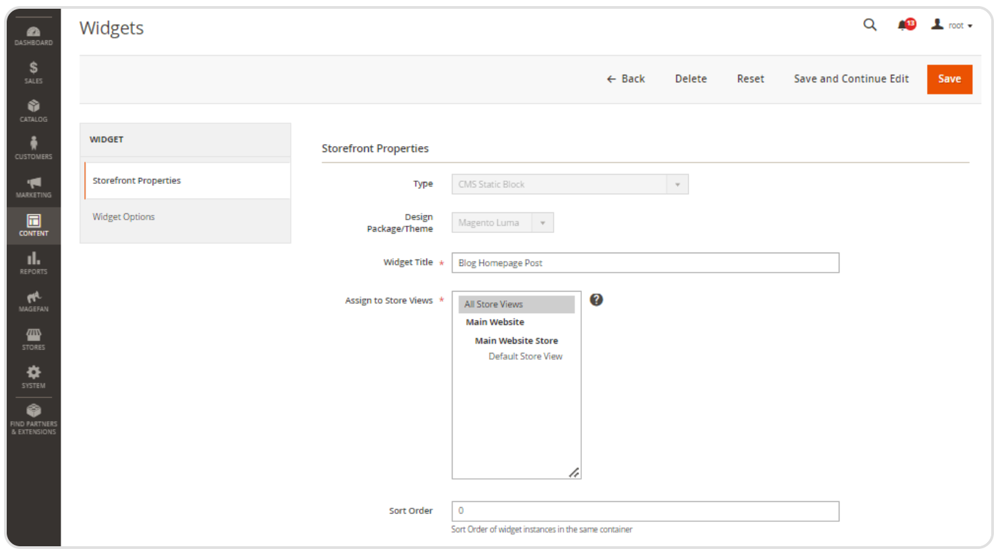 Widgets
13
root
DASHBOARD
SALES
CATALOG
CUSTOMERS
MARKETING
CONTENT
REPORTS
MAGEFAN
STORES
SYSTEM
FIND PARTNERS
& EXTENSIONS
← Back Delete Reset Save and Continue Edit Save
WIDGET
Storefront Properties
Widget Options
Storefront Properties
Type CMS Static Block
Design
Package/Theme Magento Luma
Widget Title * Blog Homepage Post
Assign to Store Views * All Store Views ?
Main Website
Main Website Store
Default Store View
Sort Order 0
Sort Order of widget instances in the same container